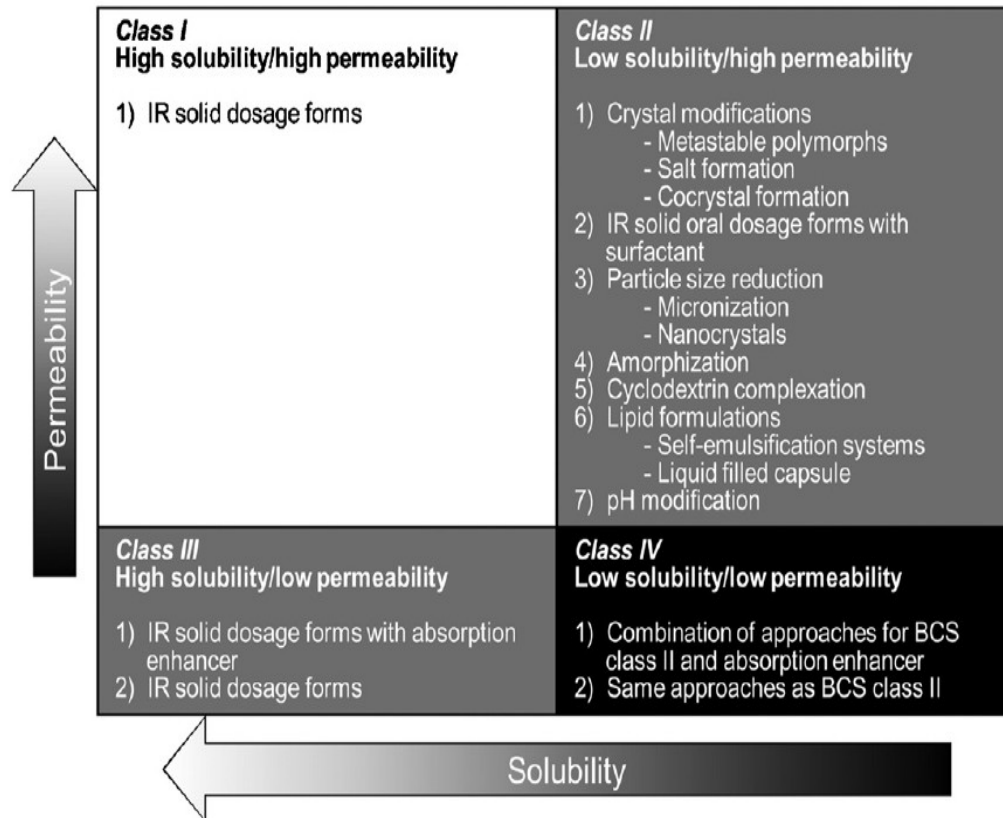 Class I
High solubility/high permeability
1) IR solid dosage forms
Class II
Low solubility/high permeability
1) Crystal modifications
- Metastable polymorphs
- Salt formation
- Cocrystal formation
2) IR solid oral dosage forms with
surfactant
3) Particle size reduction
- Micronization
- Nanocrystals
4) Amorphization
5) Cyclodextrin complexation
6) Lipid formulations
- Self-emulsification systems
- Liquid filled capsule
7) pH modification
Permeability
Class III
High solubility/low permeability
1) IR solid dosage forms with absorption
enhancer
2) IR solid dosage forms
Class IV
Low solubility/low permeability
1) Combination of approaches for BCS
class II and absorption enhancer
2) Same approaches as BCS class II
Solubility